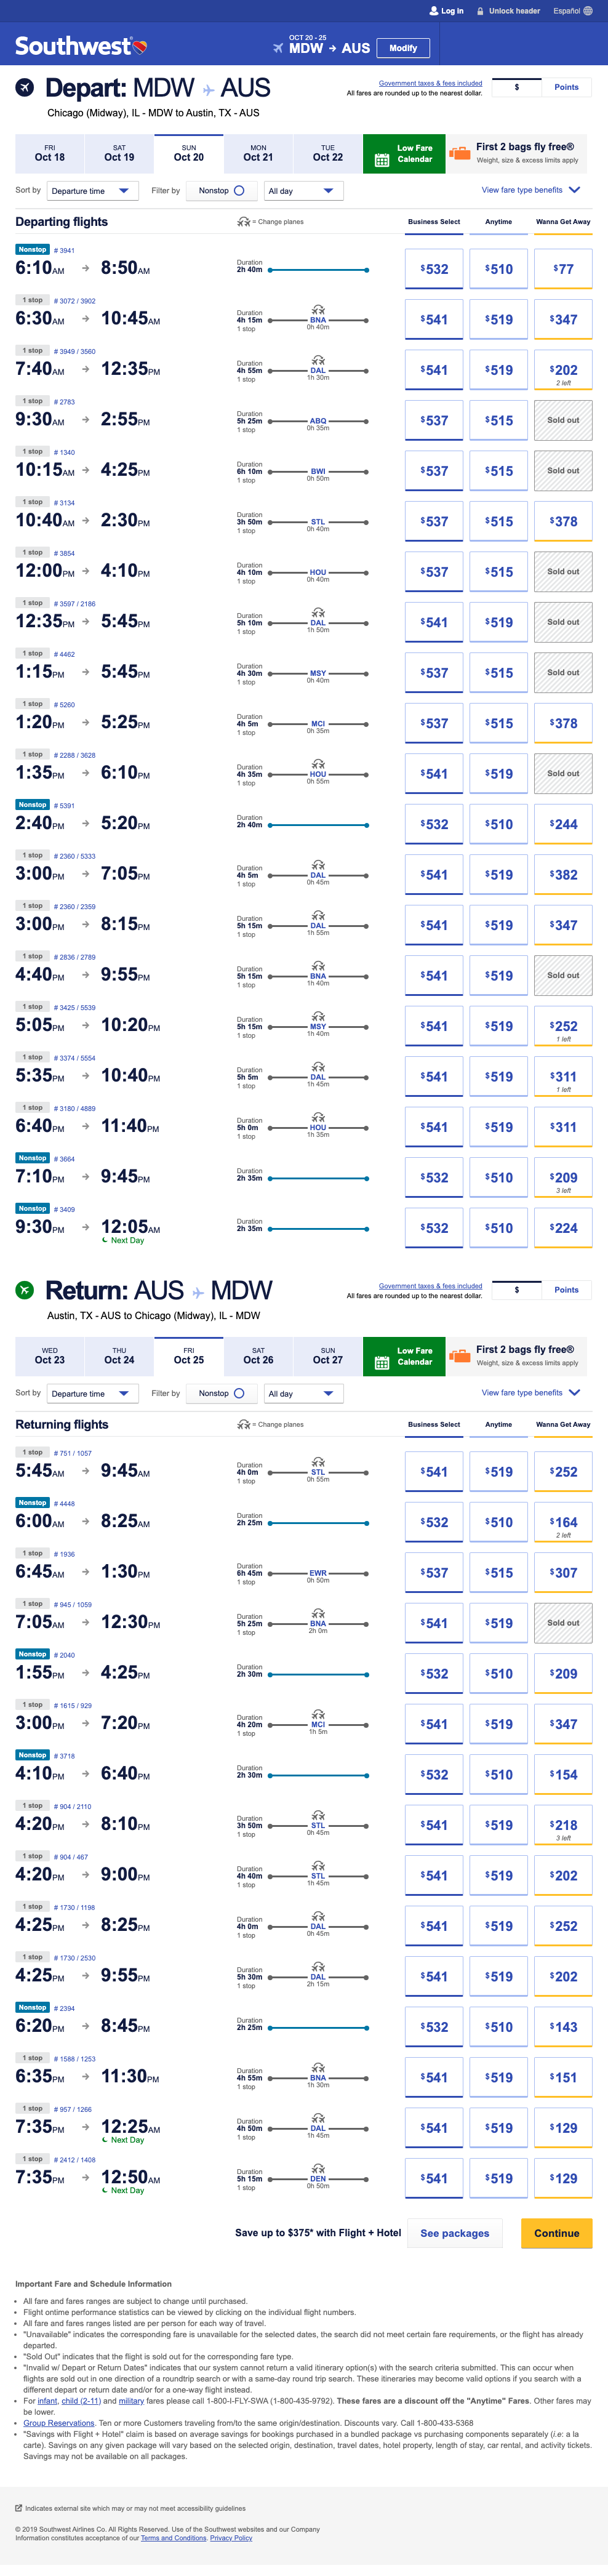 Log in Unlock header Español
Southwest
OCT 20 - 25
MDW → AUS Modify
Depart: MDW AUS
Government taxes & fees included
All fares are rounded up to the nearest dollar.
$ Points
Chicago (Midway), IL - MDW to Austin, TX - AUS
FRI SAT SUN MON TUE
Oct 18 Oct 19 Oct 20 Oct 21 Oct 22
Low Fare
Calendar
First 2 bags fly free®
Weight, size & excess limits apply
Sort by Departure time Filter by Nonstop All day View fare type benefits
Departing flights = Change planes Business Select Anytime Wanna Get Away
Nonstop # 3941
6:10AM → 8:50AM Duration 2h 40m $532 $510 $77
1 stop # 3072 / 3902
6:30AM → 10:45AM Duration 4h 15m 1 stop BNA 0h 40m $541 $519 $347
1 stop # 3949 / 3560
7:40AM → 12:35PM Duration 4h 55m 1 stop DAL 1h 30m $541 $519 $202 2 left
1 stop # 2783
9:30AM → 2:55PM Duration 5h 25m 1 stop ABQ 0h 35m $537 $515 Sold out
1 stop # 1340
10:15AM → 4:25PM Duration 6h 10m 1 stop BWI 0h 50m $537 $515 Sold out
1 stop # 3134
10:40AM → 2:30PM Duration 3h 50m 1 stop STL 0h 40m $537 $515 $378
1 stop # 3854
12:00PM → 4:10PM Duration 4h 10m 1 stop HOU 0h 40m $537 $515 Sold out
1 stop # 3597 / 2186
12:35PM → 5:45PM Duration 5h 10m 1 stop DAL 1h 50m $541 $519 Sold out
1 stop # 4462
1:15PM → 5:45PM Duration 4h 30m 1 stop MSY 0h 40m $537 $515 Sold out
1 stop # 5260
1:20PM → 5:25PM Duration 4h 5m 1 stop MCI 0h 35m $537 $515 $378
1 stop # 2288 / 3628
1:35PM → 6:10PM Duration 4h 35m 1 stop HOU 0h 55m $541 $519 Sold out
Nonstop # 5391
2:40PM → 5:20PM Duration 2h 40m $532 $510 $244
1 stop # 2360 / 5333
3:00PM → 7:05PM Duration 4h 5m 1 stop DAL 0h 45m $541 $519 $382
1 stop # 2360 / 2359
3:00PM → 8:15PM Duration 5h 15m 1 stop DAL 1h 55m $541 $519 $347
1 stop # 2836 / 2789
4:40PM → 9:55PM Duration 5h 15m 1 stop BNA 1h 40m $541 $519 Sold out
1 stop # 3425 / 5539
5:05PM → 10:20PM Duration 5h 15m 1 stop MSY 1h 40m $541 $519 $252 1 left
1 stop # 3374 / 5554
5:35PM → 10:40PM Duration 5h 5m 1 stop DAL 1h 45m $541 $519 $311 1 left
1 stop # 3180 / 4889
6:40PM → 11:40PM Duration 5h 0m 1 stop HOU 1h 35m $541 $519 $311
Nonstop # 3664
7:10PM → 9:45PM Duration 2h 35m $532 $510 $209 3 left
Nonstop # 3409
9:30PM → 12:05AM Next Day Duration 2h 35m $532 $510 $224
Return: AUS MDW
Government taxes & fees included
All fares are rounded up to the nearest dollar.
$ Points
Austin, TX - AUS to Chicago (Midway), IL - MDW
WED THU FRI SAT SUN
Oct 23 Oct 24 Oct 25 Oct 26 Oct 27
Low Fare
Calendar
First 2 bags fly free®
Weight, size & excess limits apply
Sort by Departure time Filter by Nonstop All day View fare type benefits
Returning flights = Change planes Business Select Anytime Wanna Get Away
1 stop # 751 / 1057
5:45AM → 9:45AM Duration 4h 0m 1 stop STL 0h 55m $541 $519 $252
Nonstop # 4448
6:00AM → 8:25AM Duration 2h 25m $532 $510 $164 2 left
1 stop # 1936
6:45AM → 1:30PM Duration 6h 45m 1 stop EWR 0h 50m $537 $515 $307
1 stop # 945 / 1059
7:05AM → 12:30PM Duration 5h 25m 1 stop BNA 2h 0m $541 $519 Sold out
Nonstop # 2040
1:55PM → 4:25PM Duration 2h 30m $532 $510 $209
1 stop # 1615 / 929
3:00PM → 7:20PM Duration 4h 20m 1 stop MCI 1h 5m $541 $519 $347
Nonstop # 3718
4:10PM → 6:40PM Duration 2h 30m $532 $510 $154
1 stop # 904 / 2110
4:20PM → 8:10PM Duration 3h 50m 1 stop STL 0h 45m $541 $519 $218 3 left
1 stop # 904 / 467
4:20PM → 9:00PM Duration 4h 40m 1 stop STL 1h 45m $541 $519 $202
1 stop # 1730 / 1198
4:25PM → 8:25PM Duration 4h 0m 1 stop DAL 0h 45m $541 $519 $252
1 stop # 1730 / 2530
4:25PM → 9:55PM Duration 5h 30m 1 stop DAL 2h 15m $541 $519 $202
Nonstop # 2394
6:20PM → 8:45PM Duration 2h 25m $532 $510 $143
1 stop # 1588 / 1253
6:35PM → 11:30PM Duration 4h 55m 1 stop BNA 1h 30m $541 $519 $151
1 stop # 957 / 1266
7:35PM → 12:25AM Next Day Duration 4h 50m 1 stop DAL 1h 45m $541 $519 $129
1 stop # 2412 / 1408
7:35PM → 12:50AM Next Day Duration 5h 15m 1 stop DEN 0h 50m $541 $519 $129
Save up to $375* with Flight + Hotel See packages Continue
Important Fare and Schedule Information
• All fare and fares ranges are subject to change until purchased.
• Flight ontime performance statistics can be viewed by clicking on the individual flight numbers.
• All fare and fares ranges listed are per person for each way of travel.
• "Unavailable" indicates the corresponding fare is unavailable for the selected dates, the search did not meet certain fare requirements, or the flight has already
departed.
• "Sold Out" indicates that the flight is sold out for the corresponding fare type.
• "Invalid w/ Depart or Return Dates" indicates that our system cannot return a valid itinerary option(s) with the search criteria submitted. This can occur when
flights are sold out in one direction of a roundtrip search or with a same-day round trip search. These itineraries may become valid options if you search with a
different depart or return date and/or for a one-way flight instead.
• For infant, child (2-11) and military fares please call 1-800-I-FLY-SWA (1-800-435-9792). These fares are a discount off the "Anytime" Fares. Other fares may
be lower.
• Group Reservations. Ten or more Customers traveling from/to the same origin/destination. Discounts vary. Call 1-800-433-5368
• "Savings with Flight + Hotel" claim is based on average savings for bookings in a bundled package vs purchasing components separately (i.e: a la
carte). Savings on any given package will vary based on the selected origin, destination, travel dates, hotel property, length of stay, car rental, and activity tickets.
Savings may not be available on all packages.
Indicates external site which may or may not meet accessibility guidelines
© 2019 Southwest Airlines Co. All Rights Reserved. Use of the Southwest websites and our Company
Information constitutes acceptance of our Terms and Conditions. Privacy Policy